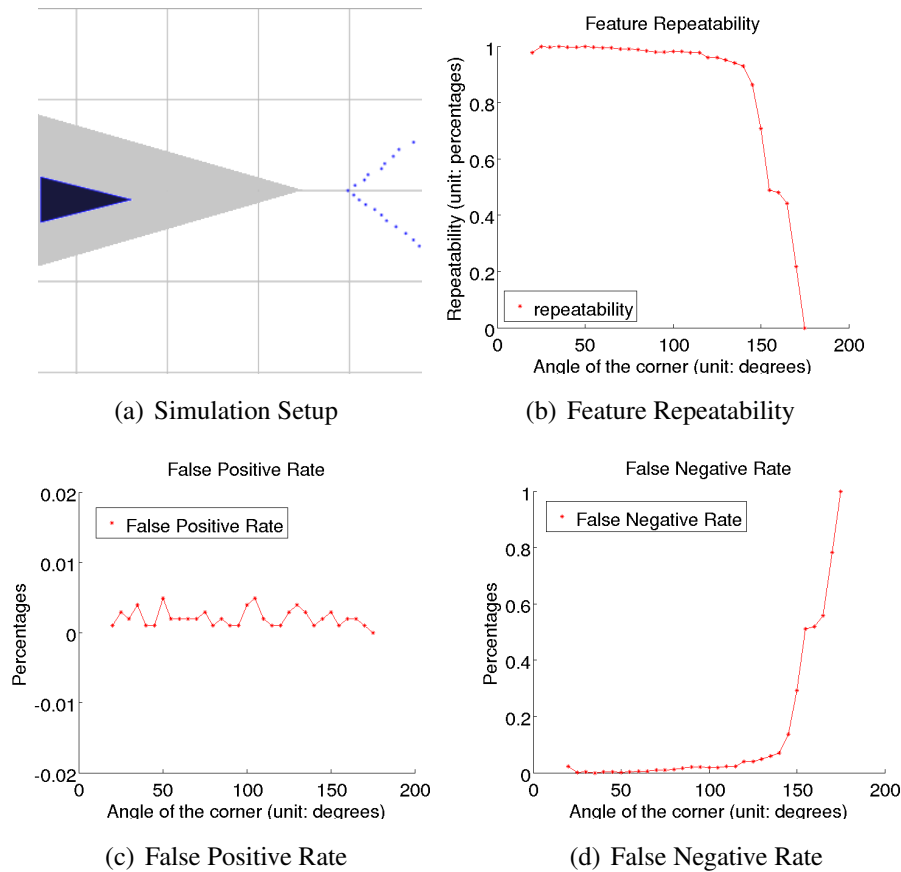 (a) Simulation Setup
Feature Repeatability
Repeatability (unit: percentages)
1
0.8
0.6
0.4
0.2
0
repeatability
0
50
100
150
200
Angle of the corner (unit: degrees)
(b) Feature Repeatability
False Positive Rate
Percentages
0.02
0.01
0
-0.01
-0.02
False Positive Rate
0
50
100
150
200
Angle of the corner (unit: degrees)
(c) False Positive Rate
False Negative Rate
Percentages
1
0.8
0.6
0.4
0.2
0
False Negative Rate
0
50
100
150
200
Angle of the corner (unit: degrees)
(d) False Negative Rate